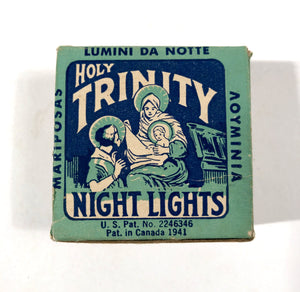 LUMINI DA NOTTE
HOLY
TRINITY
NIGHT LIGHTS
MARIPOSAS
ΛΟΥΜΙΝΙΑ
U. S. Pat. No. 2246346
Pat. in Canada 1941